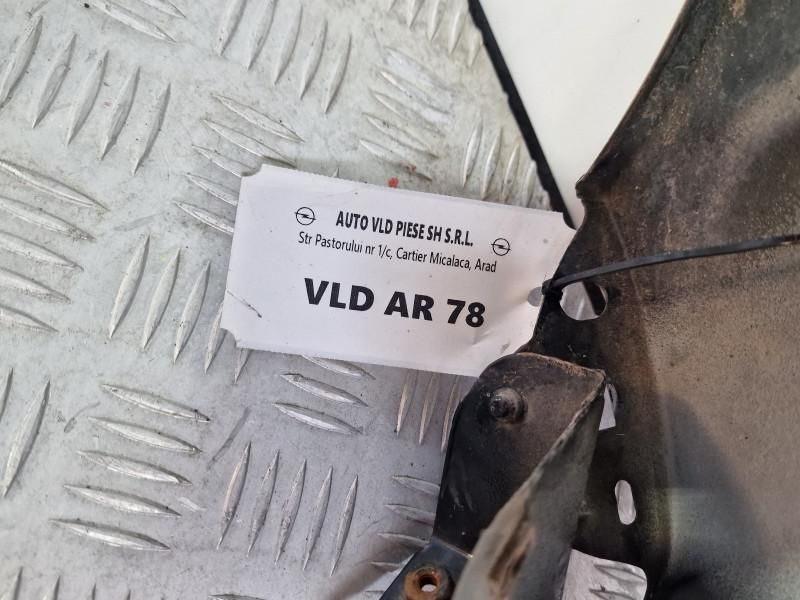 AUTO VLD PIESE SH S.R.L.
Str Pastorului nr 1/c, Cartier Micalaca, Arad
VLD AR 78